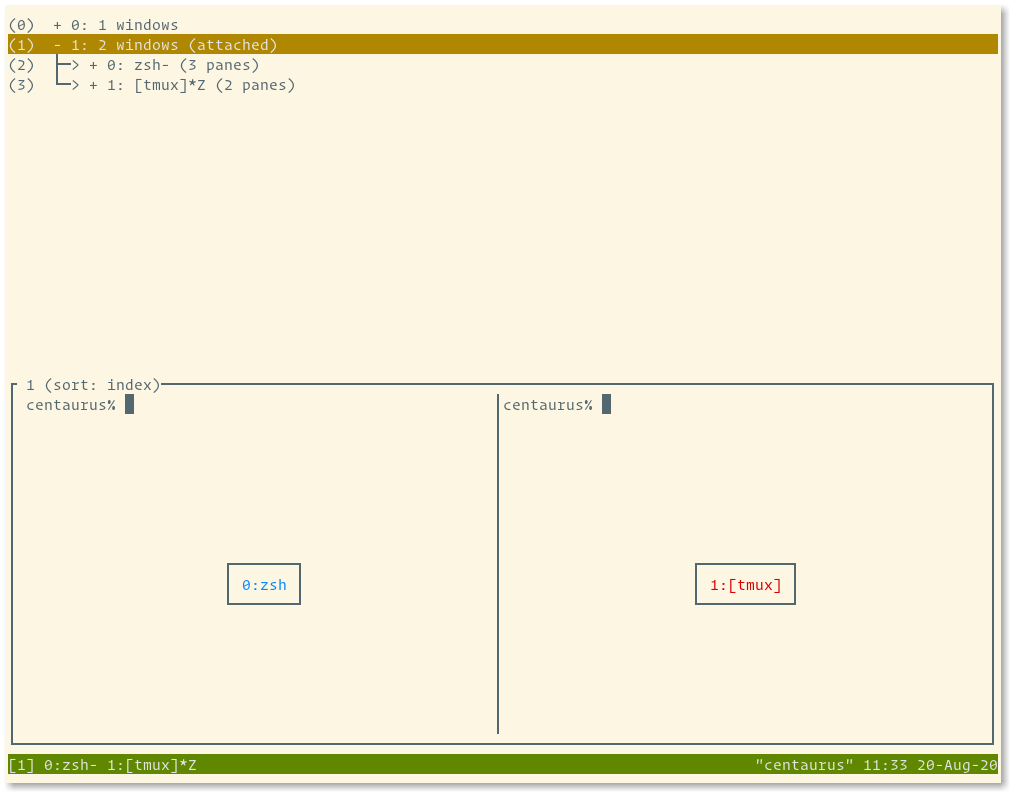 (0)  + 0: 1 windows
(1)  - 1: 2 windows (attached)
(2)  ├─> + 0: zsh- (3 panes)
(3)  └─> + 1: [tmux]*Z (2 panes)
1 (sort: index)
centaurus% centaurus%
0:zsh 1:[tmux]
[1] 0:zsh- 1:[tmux]*Z "centaurus" 11:33 20-Aug-20